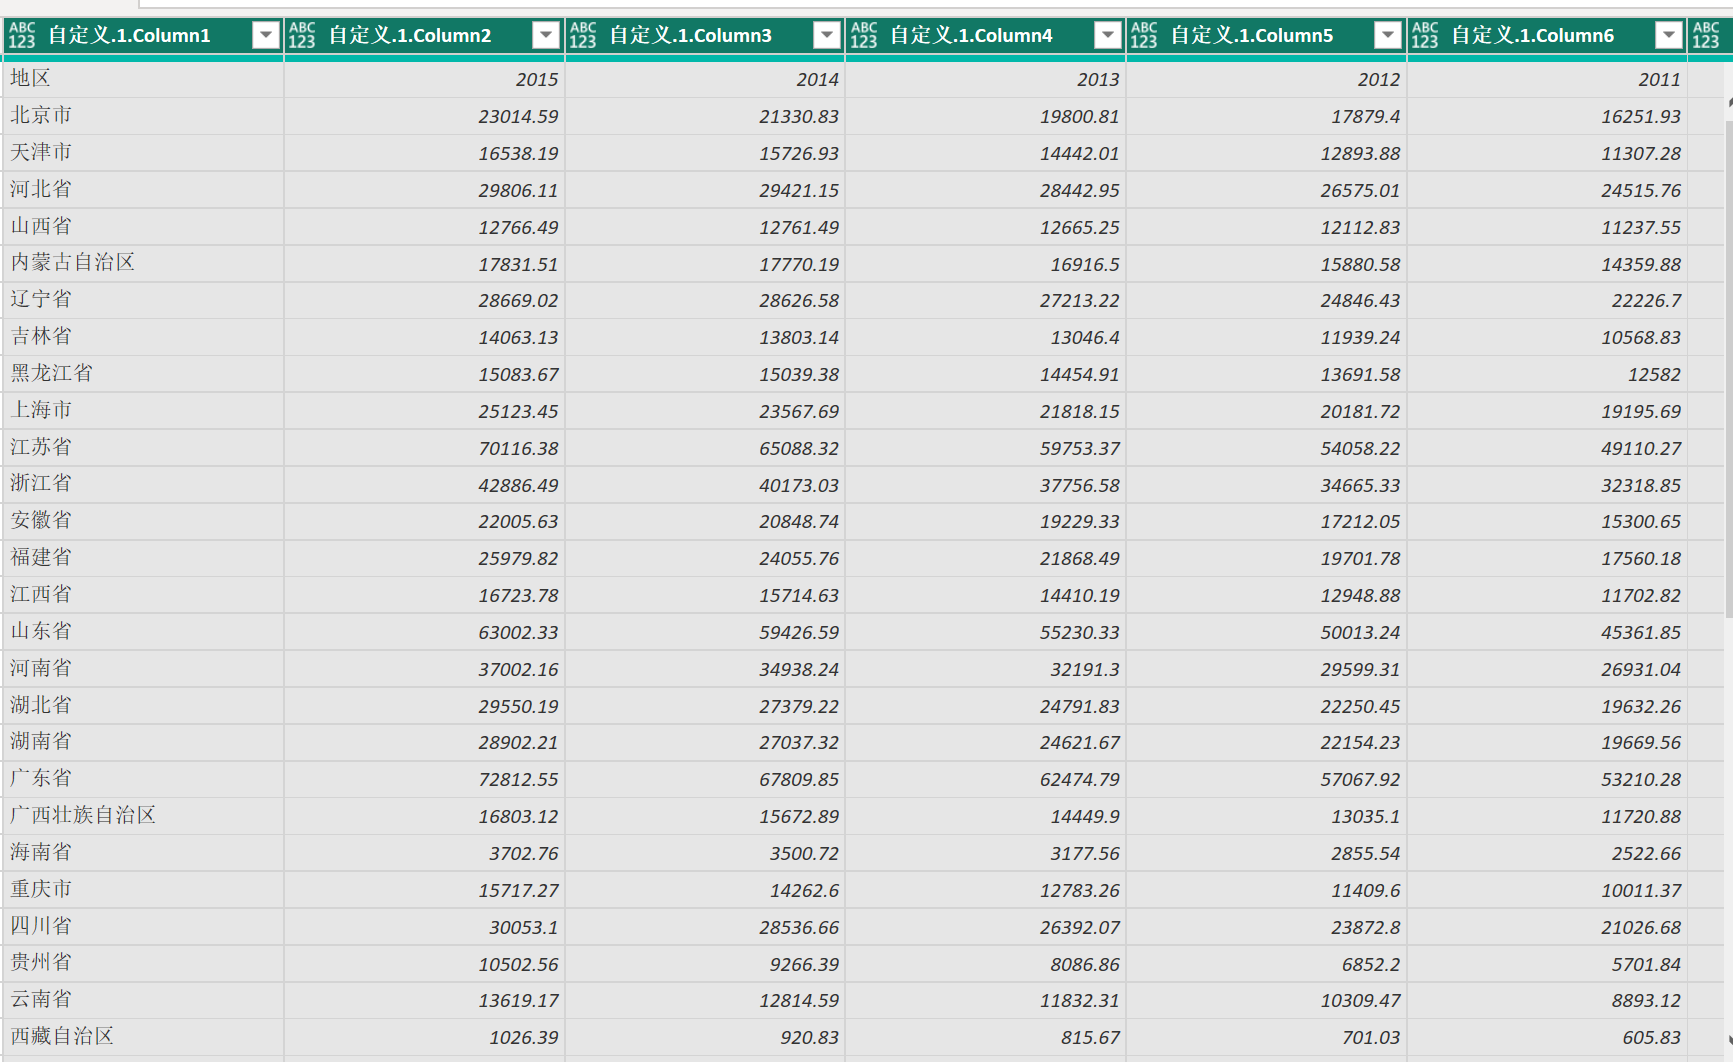 ABC 123 自定义.1.Column1 ABC 123 自定义.1.Column2 ABC 123 自定义.1.Column3 ABC 123 自定义.1.Column4 ABC 123 自定义.1.Column5 ABC 123 自定义.1.Column6 ABC 123
地区 2015 2014 2013 2012 2011
北京市 23014.59 21330.83 19800.81 17879.4 16251.93
天津市 16538.19 15726.93 14442.01 12893.88 11307.28
河北省 29806.11 29421.15 28442.95 26575.01 24515.76
山西省 12766.49 12761.49 12665.25 12112.83 11237.55
内蒙古自治区 17831.51 17770.19 16916.5 15880.58 14359.88
辽宁省 28669.02 28626.58 27213.22 24846.43 22226.7
吉林省 14063.13 13803.14 13046.4 11939.24 10568.83
黑龙江省 15083.67 15039.38 14454.91 13691.58 12582
上海市 25123.45 23567.69 21818.15 20181.72 19195.69
江苏省 70116.38 65088.32 59753.37 54058.22 49110.27
浙江省 42886.49 40173.03 37756.58 34665.33 32318.85
安徽省 22005.63 20848.74 19229.33 17212.05 15300.65
福建省 25979.82 24055.76 21868.49 19701.78 17560.18
江西省 16723.78 15714.63 14410.19 12948.88 11702.82
山东省 63002.33 59426.59 55230.33 50013.24 45361.85
河南省 37002.16 34938.24 32191.3 29599.31 26931.04
湖北省 29550.19 27379.22 24791.83 22250.45 19632.26
湖南省 28902.21 27037.32 24621.67 22154.23 19669.56
广东省 72812.55 67809.85 62474.79 57067.92 53210.28
广西壮族自治区 16803.12 15672.89 14449.9 13035.1 11720.88
海南省 3702.76 3500.72 3177.56 2855.54 2522.66
重庆市 15717.27 14262.6 12783.26 11409.6 10011.37
四川省 30053.1 28536.66 26392.07 23872.8 21026.68
贵州省 10502.56 9266.39 8086.86 6852.2 5701.84
云南省 13619.17 12814.59 11832.31 10309.47 8893.12
西藏自治区 1026.39 920.83 815.67 701.03 605.83